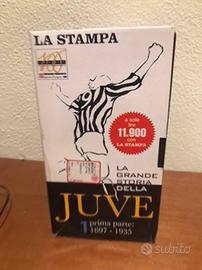 LA STAMPA
100
a sole
lire
11.900
con
LA STAMPA
LA
GRANDE
STORIA
DELLA
JUVE
1 prima parte:
1897 - 1935
subito